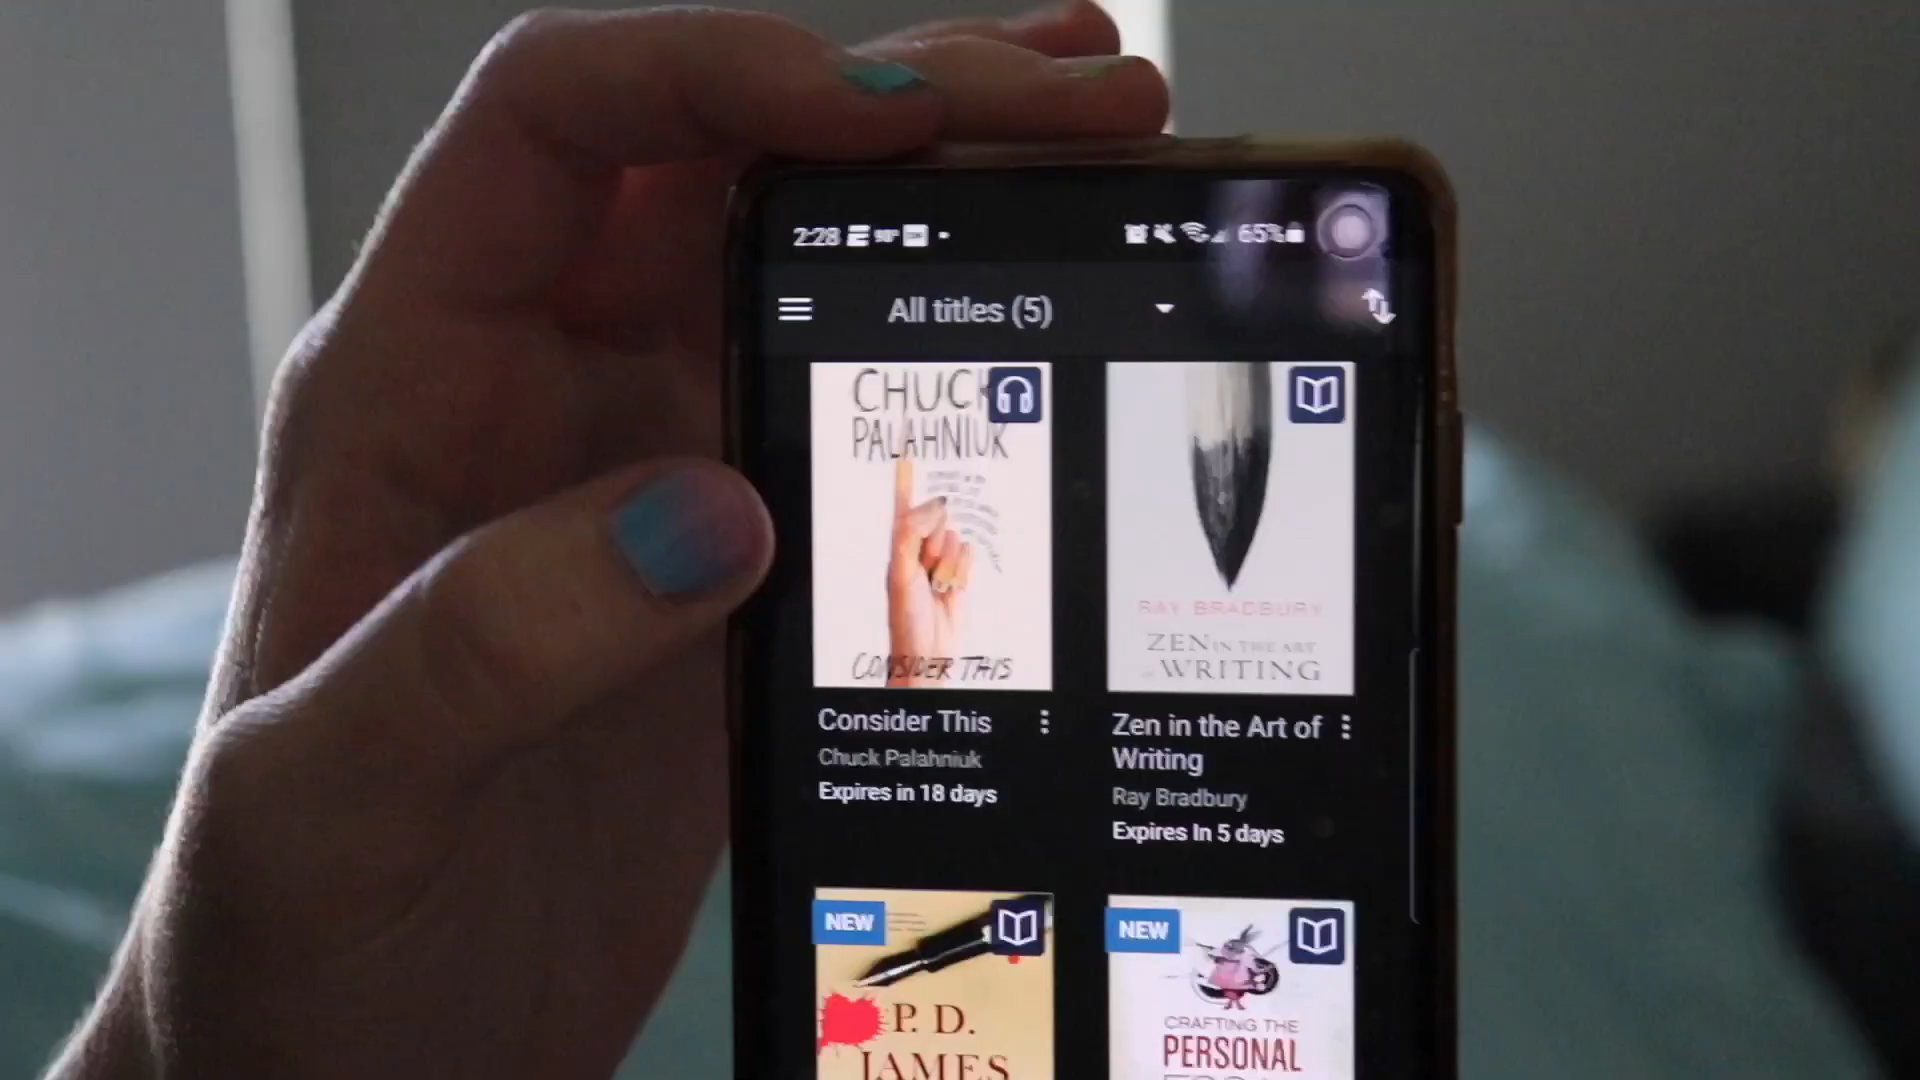 2:28 90° 65%
All titles (5)
CHUCK
PALAHNIUK
CONSIDER THIS
RAY BRADBURY
ZEN IN THE ART
WRITING
Consider This
Chuck Palahniuk
Expires in 18 days
Zen in the Art of
Writing
Ray Bradbury
Expires In 5 days
NEW
P. D.
JAMES
NEW
CRAFTING THE
PERSONAL